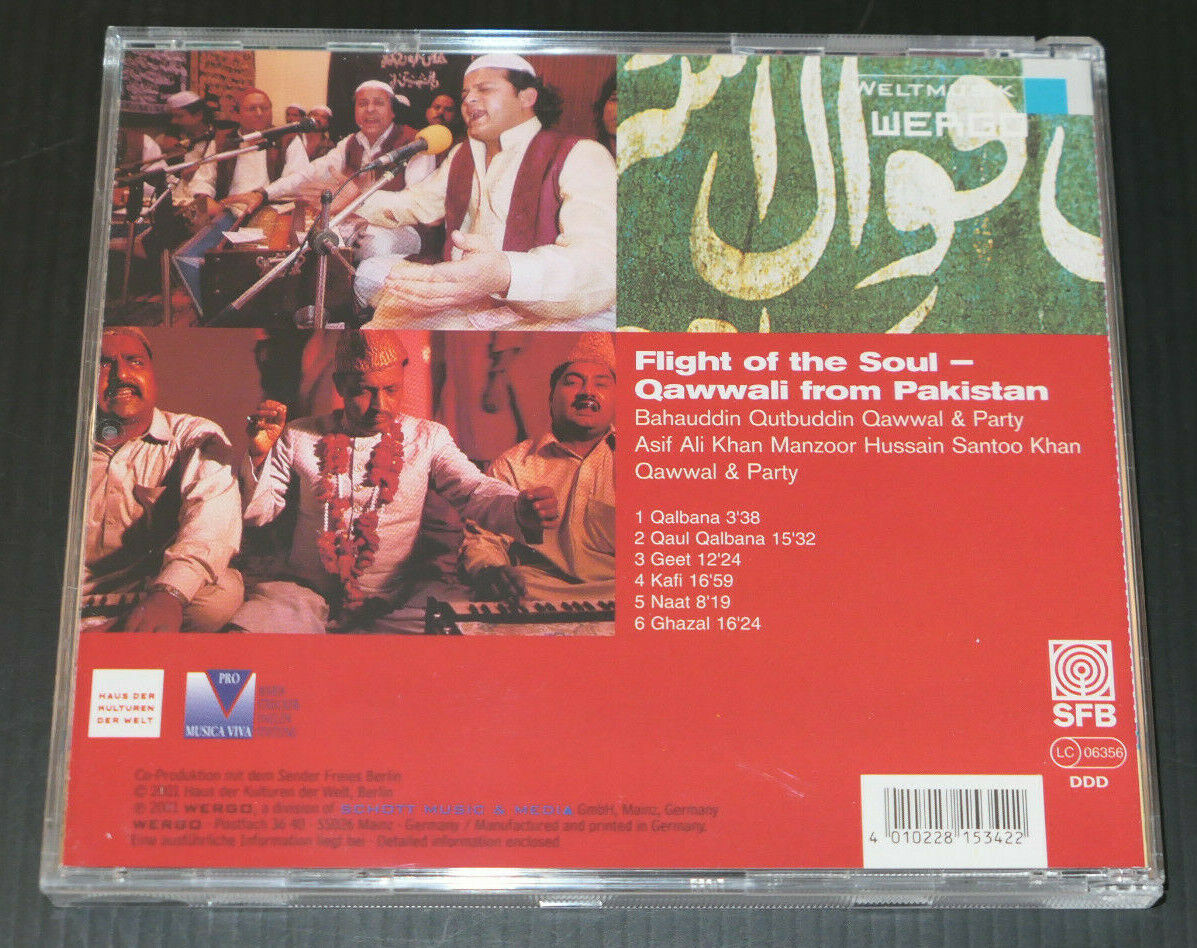 WELTMUSIK
WERGO
Flight of the Soul –
Qawwali from Pakistan
Bahauddin Qutbuddin Qawwal & Party
Asif Ali Khan Manzoor Hussain Santoo Khan
Qawwal & Party
1 Qalbana 3'38
2 Qaul Qalbana 15'32
3 Geet 12'24
4 Kafi 16'59
5 Naat 8'19
6 Ghazal 16'24
HAUS DER
KULTUREN
DER WELT
PRO
MUSICA VIVA
SFB
LC 06356
DDD
Co-Produktion mit dem Sender Freies Berlin
© 2001 Haus der Kulturen der Welt, Berlin
℗ 2001 WERGO, a division of SCHOTT MUSIC & MEDIA GmbH, Mainz, Germany
WERGO · Postfach 36 40 · 55026 Mainz · Germany / Manufactured and printed in Germany.
Eine ausführliche Information liegt bei · Detailed information enclosed
4 010228 153422